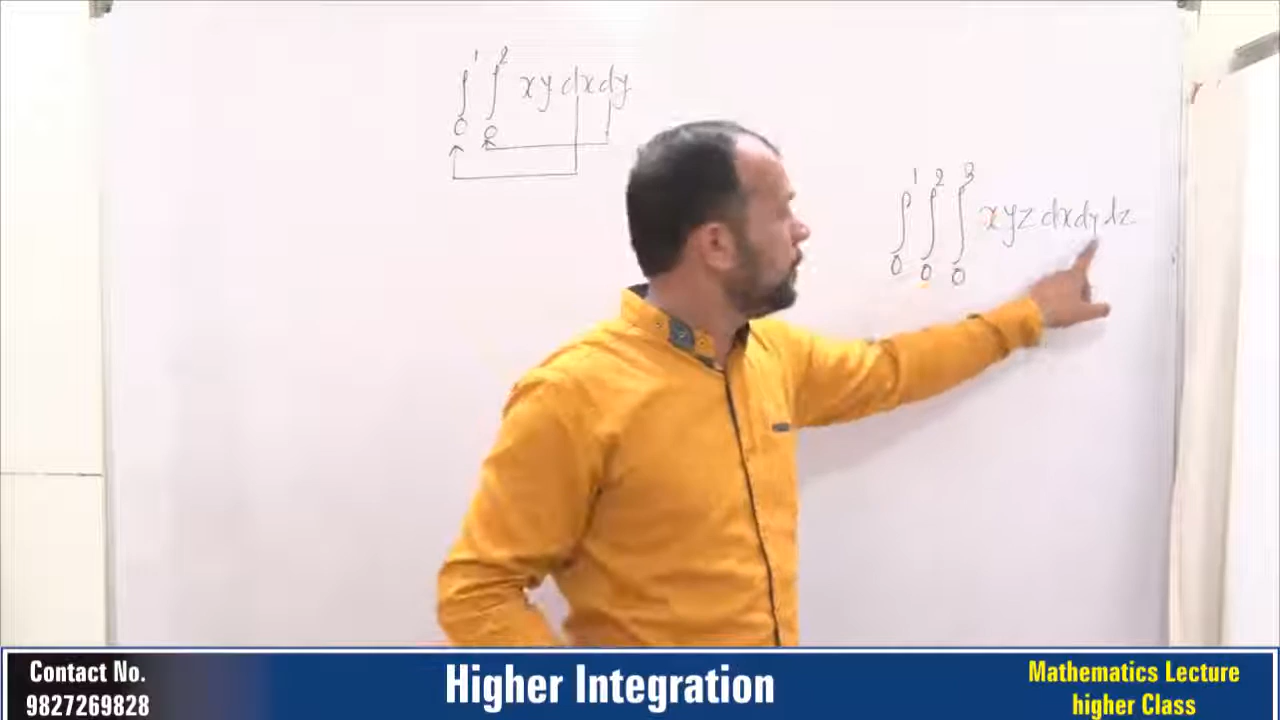 ∫₀¹ ∫₀² xy dx dy
∫₀¹ ∫₀² ∫₀³ xyz dx dy dz
Contact No.
9827269828
Higher Integration
Mathematics Lecture
higher Class